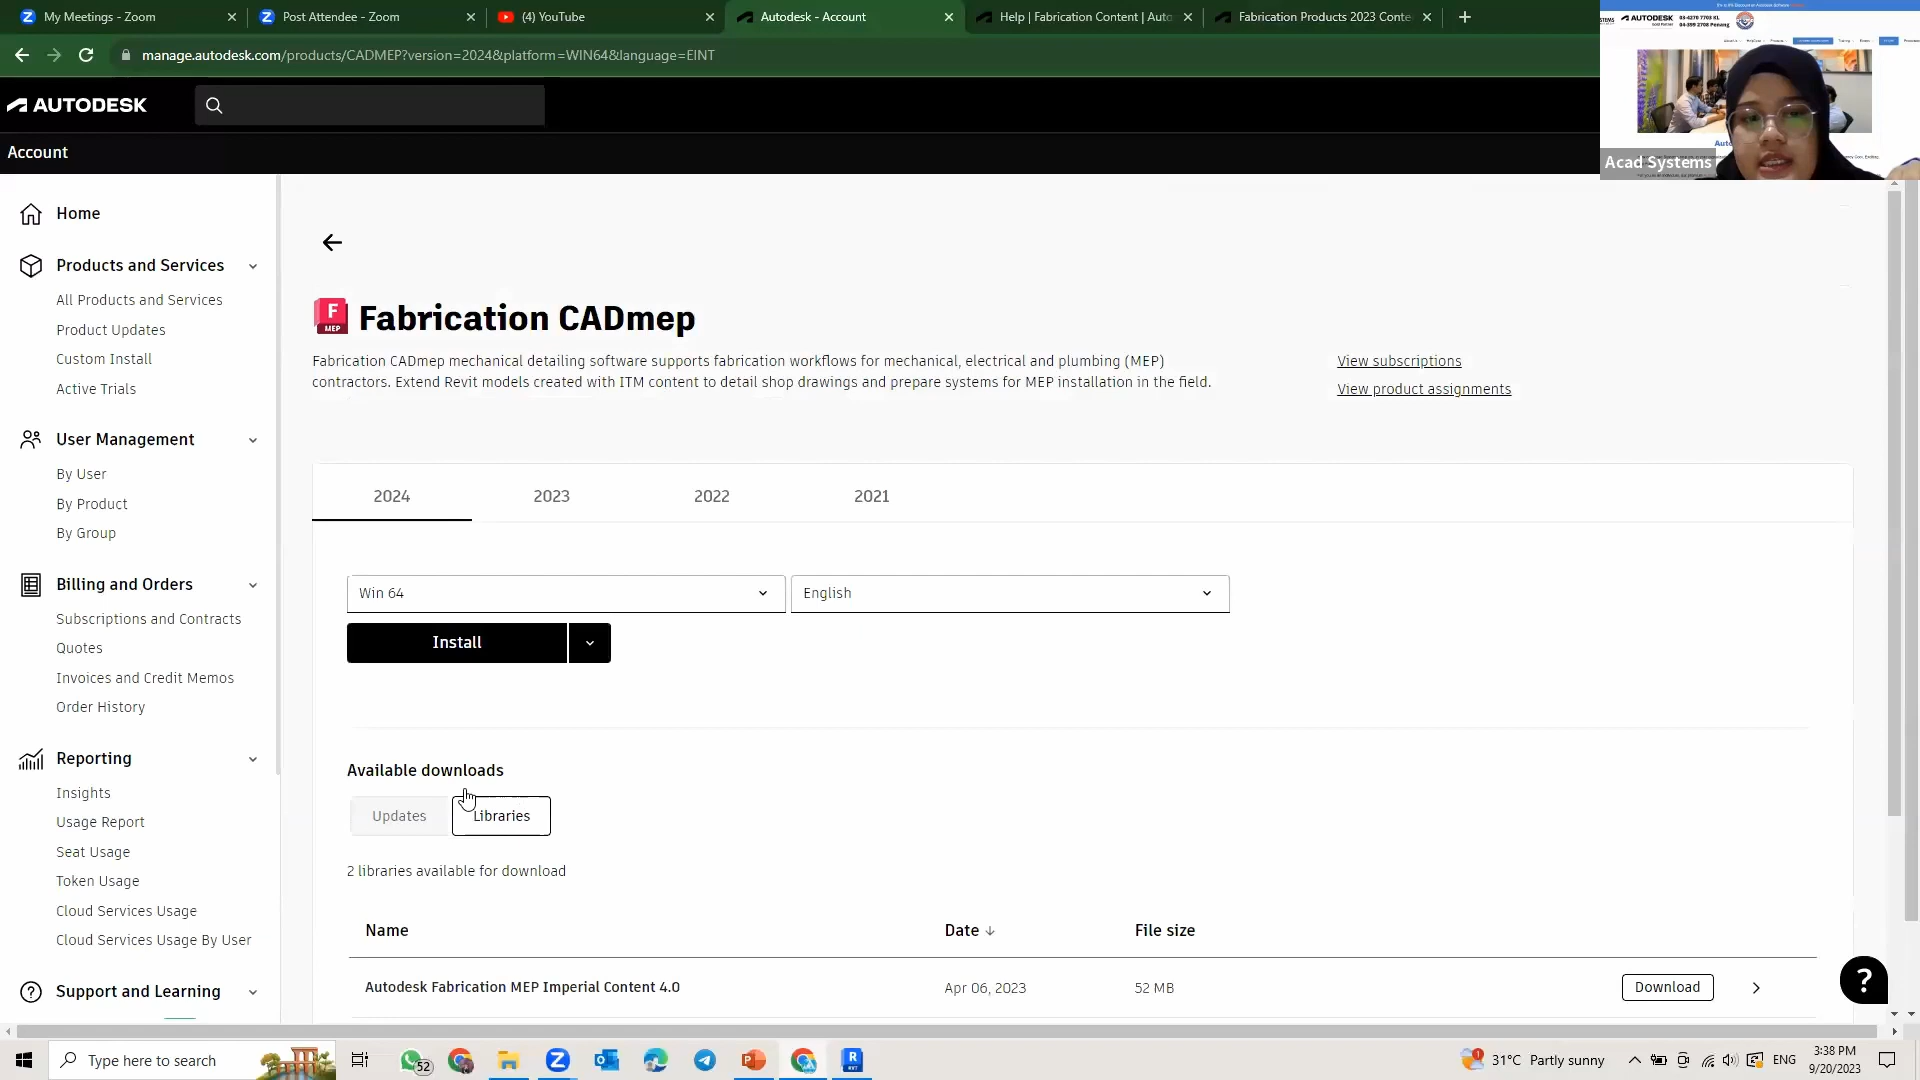 My Meetings - Zoom
Post Attendee - Zoom
(4) YouTube
Autodesk - Account
Help | Fabrication Content | Auto
Fabrication Products 2023 Conte
manage.autodesk.com/products/CADMEP?version=2024&platform=WIN64&language=EINT
AUTODESK
Account
AUTODESK
Acad Systems
Home
Products and Services
All Products and Services
Product Updates
Custom Install
Active Trials
User Management
By User
By Product
By Group
Billing and Orders
Subscriptions and Contracts
Quotes
Invoices and Credit Memos
Order History
Reporting
Insights
Usage Report
Seat Usage
Token Usage
Cloud Services Usage
Cloud Services Usage By User
Support and Learning
F
MEP
Fabrication CADmep
Fabrication CADmep mechanical detailing software supports fabrication workflows for mechanical, electrical and plumbing (MEP)
contractors. Extend Revit models created with ITM content to detail shop drawings and prepare systems for MEP installation in the field.
View subscriptions
View product assignments
2024 2023 2022 2021
Win 64
English
Install
Available downloads
Updates
Libraries
2 libraries available for download
Name Date File size
Autodesk Fabrication MEP Imperial Content 4.0 Apr 06, 2023 52 MB Download
?
Type here to search
52
31°C Partly sunny
ENG
3:38 PM
9/20/2023